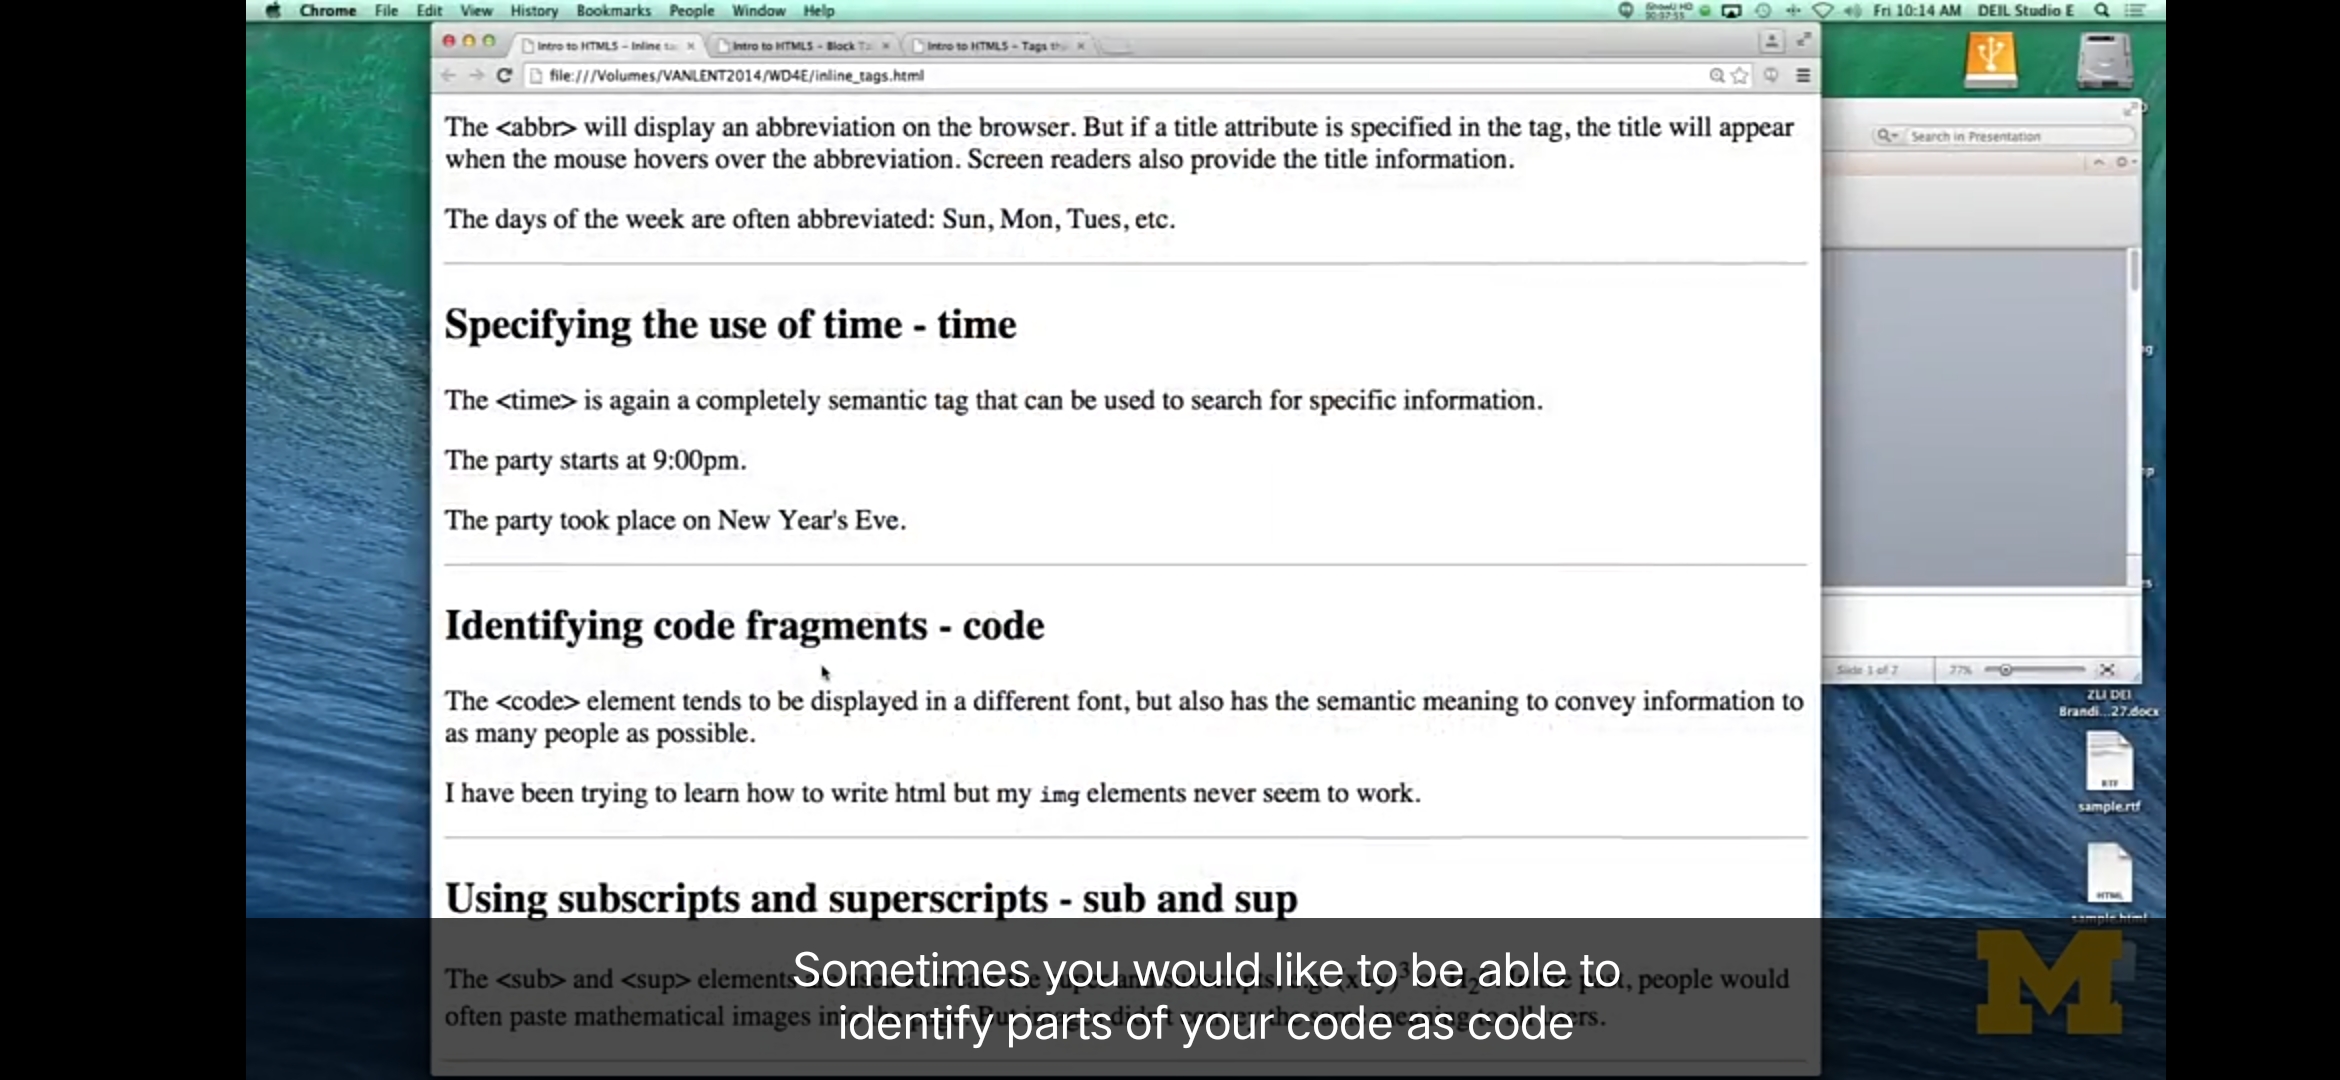 Chrome File Edit View History Bookmarks People Window Help
Fri 10:14 AM DEIL Studio E
Intro to HTML5 - Inline ta
Intro to HTML5 - Block Ta
Intro to HTML5 - Tags th
file:///Volumes/VANLENT2014/WD4E/inline_tags.html
Search in Presentation
The <abbr> will display an abbreviation on the browser. But if a title attribute is specified in the tag, the title will appear
when the mouse hovers over the abbreviation. Screen readers also provide the title information.
The days of the week are often abbreviated: Sun, Mon, Tues, etc.
Specifying the use of time - time
The <time> is again a completely semantic tag that can be used to search for specific information.
The party starts at 9:00pm.
The party took place on New Year's Eve.
Identifying code fragments - code
The <code> element tends to be displayed in a different font, but also has the semantic meaning to convey information to
as many people as possible.
I have been trying to learn how to write html but my img elements never seem to work.
Using subscripts and superscripts - sub and sup
The <sub> and <sup> elements people would
often paste mathematical images
Sometimes you would like to be able to
identify parts of your code as code
Slide 1 of 7 77%
ZLI DEI
Brandi...27.docx
RTF
sample.rtf
HTML
sample.html
M